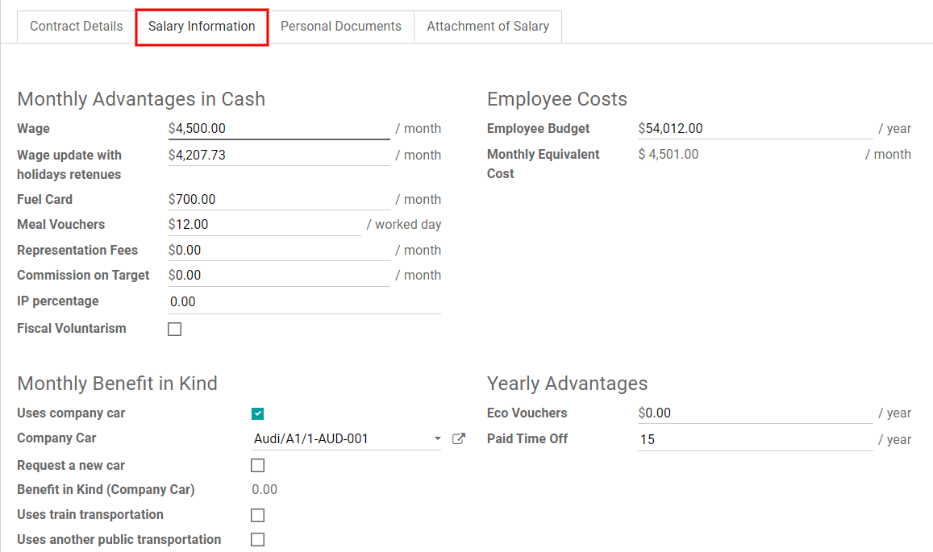 Contract Details Salary Information Personal Documents Attachment of Salary
Monthly Advantages in Cash
Wage $4,500.00 / month
Wage update with $4,207.73 / month
holidays retenues
Fuel Card $700.00 / month
Meal Vouchers $12.00 / worked day
Representation Fees $0.00 / month
Commission on Target $0.00 / month
IP percentage 0.00
Fiscal Voluntarism
Employee Costs
Employee Budget $54,012.00 / year
Monthly Equivalent $ 4,501.00 / month
Cost
Monthly Benefit in Kind
Uses company car
Company Car Audi/A1/1-AUD-001
Request a new car
Benefit in Kind (Company Car) 0.00
Uses train transportation
Uses another public transportation
Yearly Advantages
Eco Vouchers $0.00 / year
Paid Time Off 15 / year